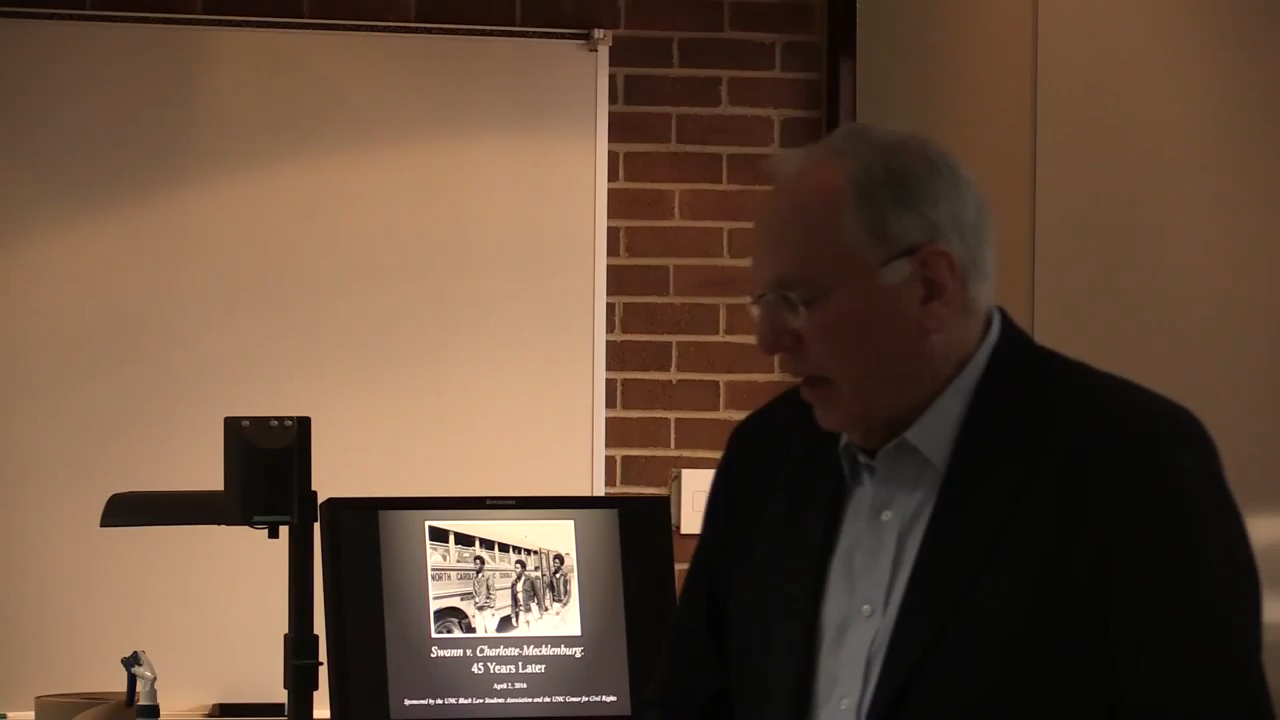 NORTH CAROL
Swann v. Charlotte-Mecklenburg:
45 Years Later
April 2, 2016
Sponsored by the UNC Black Law Students Association and the UNC Center for Civil Rights